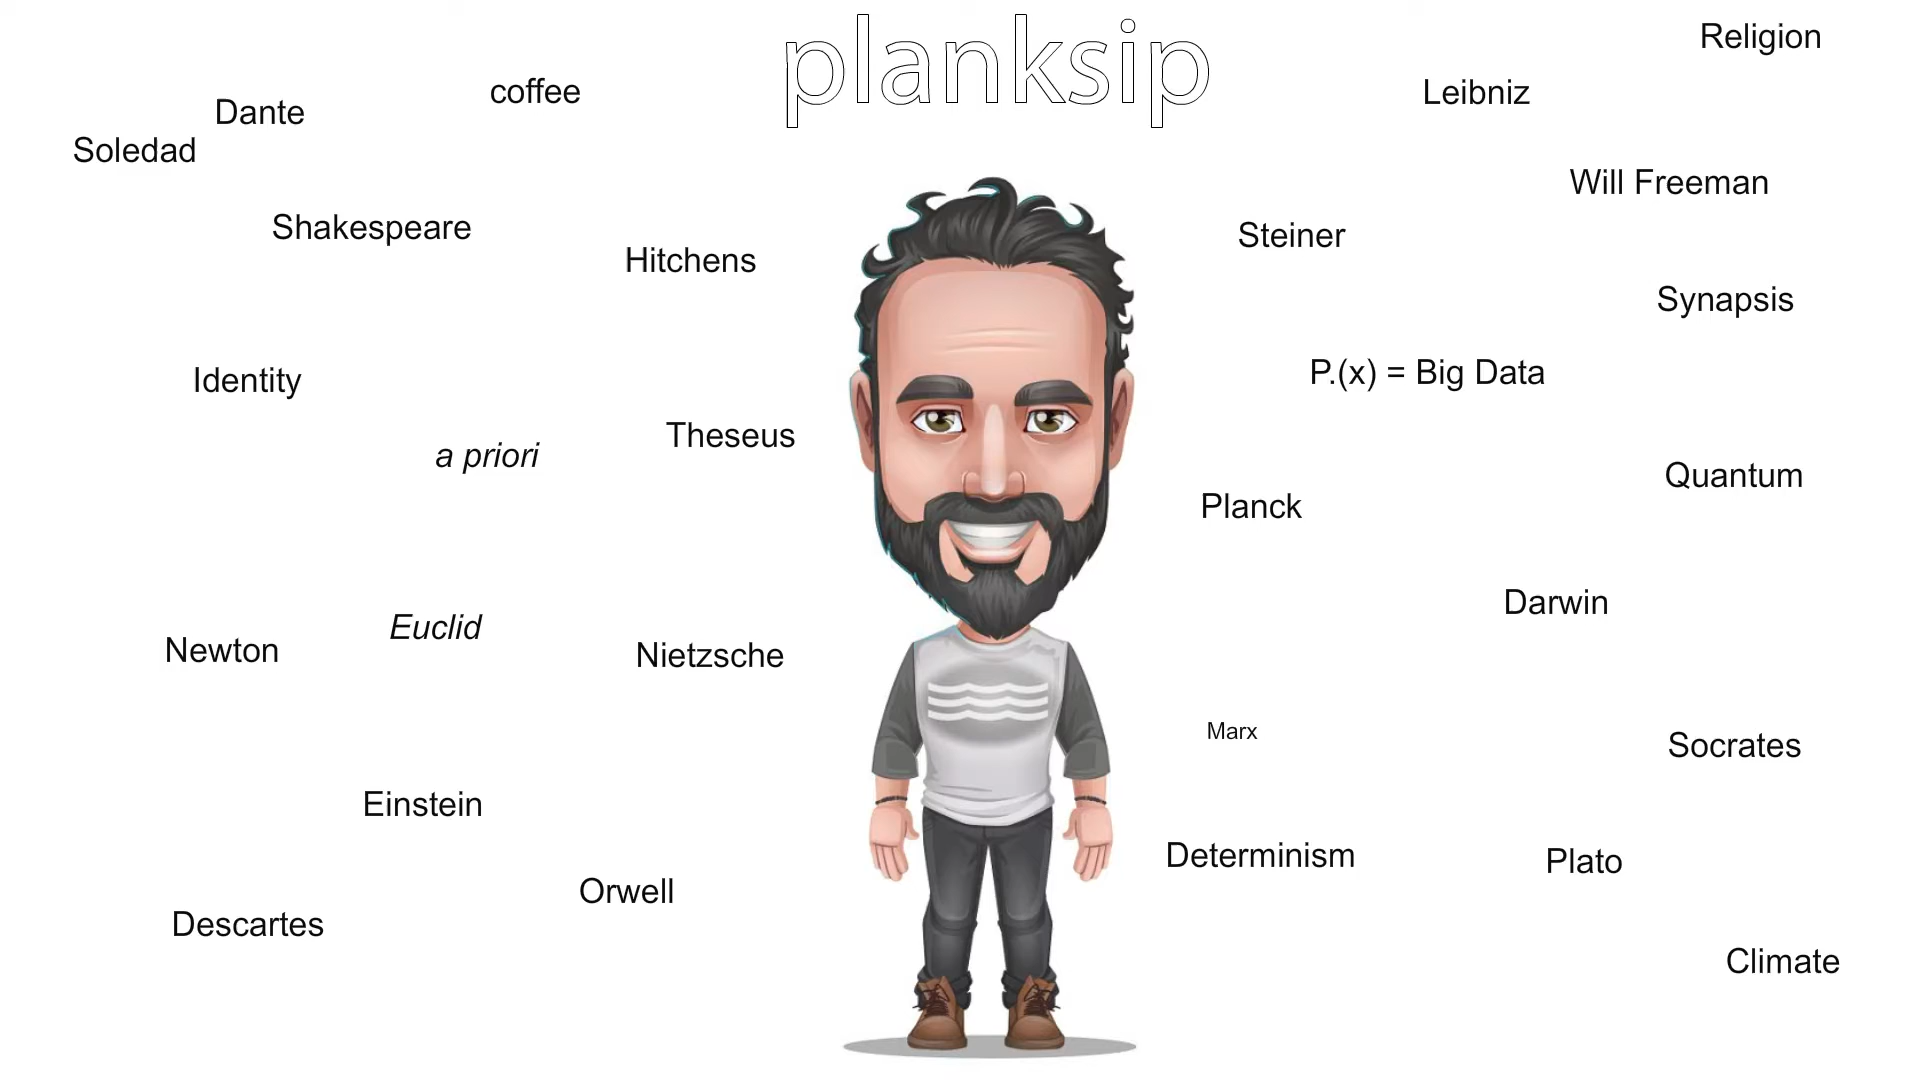 planksip
Religion
coffee
Leibniz
Dante
Soledad
Will Freeman
Shakespeare
Steiner
Hitchens
Synapsis
P.(x) = Big Data
Identity
Theseus
a priori
Quantum
Planck
Darwin
Euclid
Newton
Nietzsche
Marx
Socrates
Einstein
Determinism
Plato
Orwell
Descartes
Climate